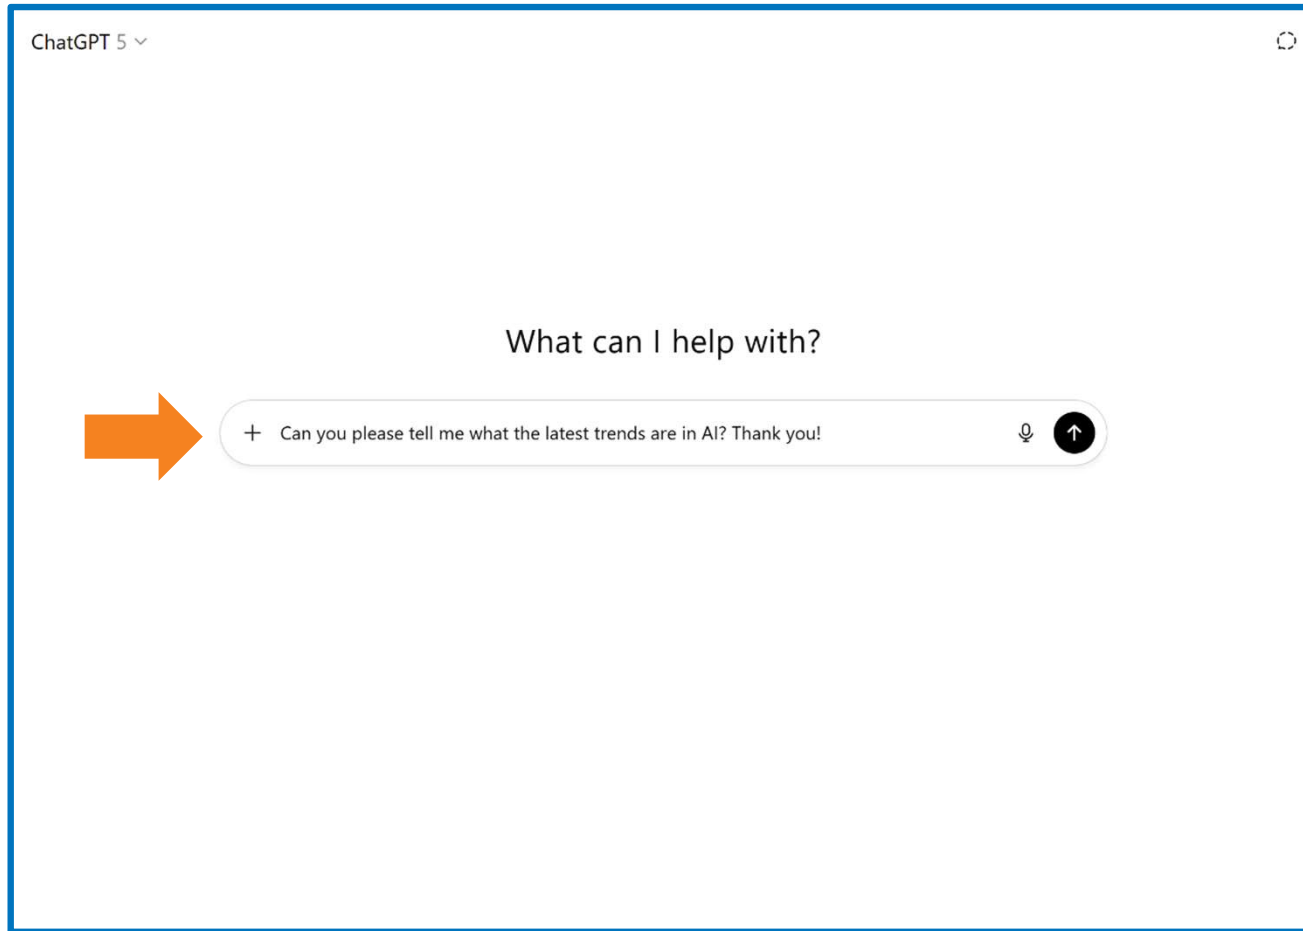 ChatGPT 5
What can I help with?
Can you please tell me what the latest trends are in AI? Thank you!